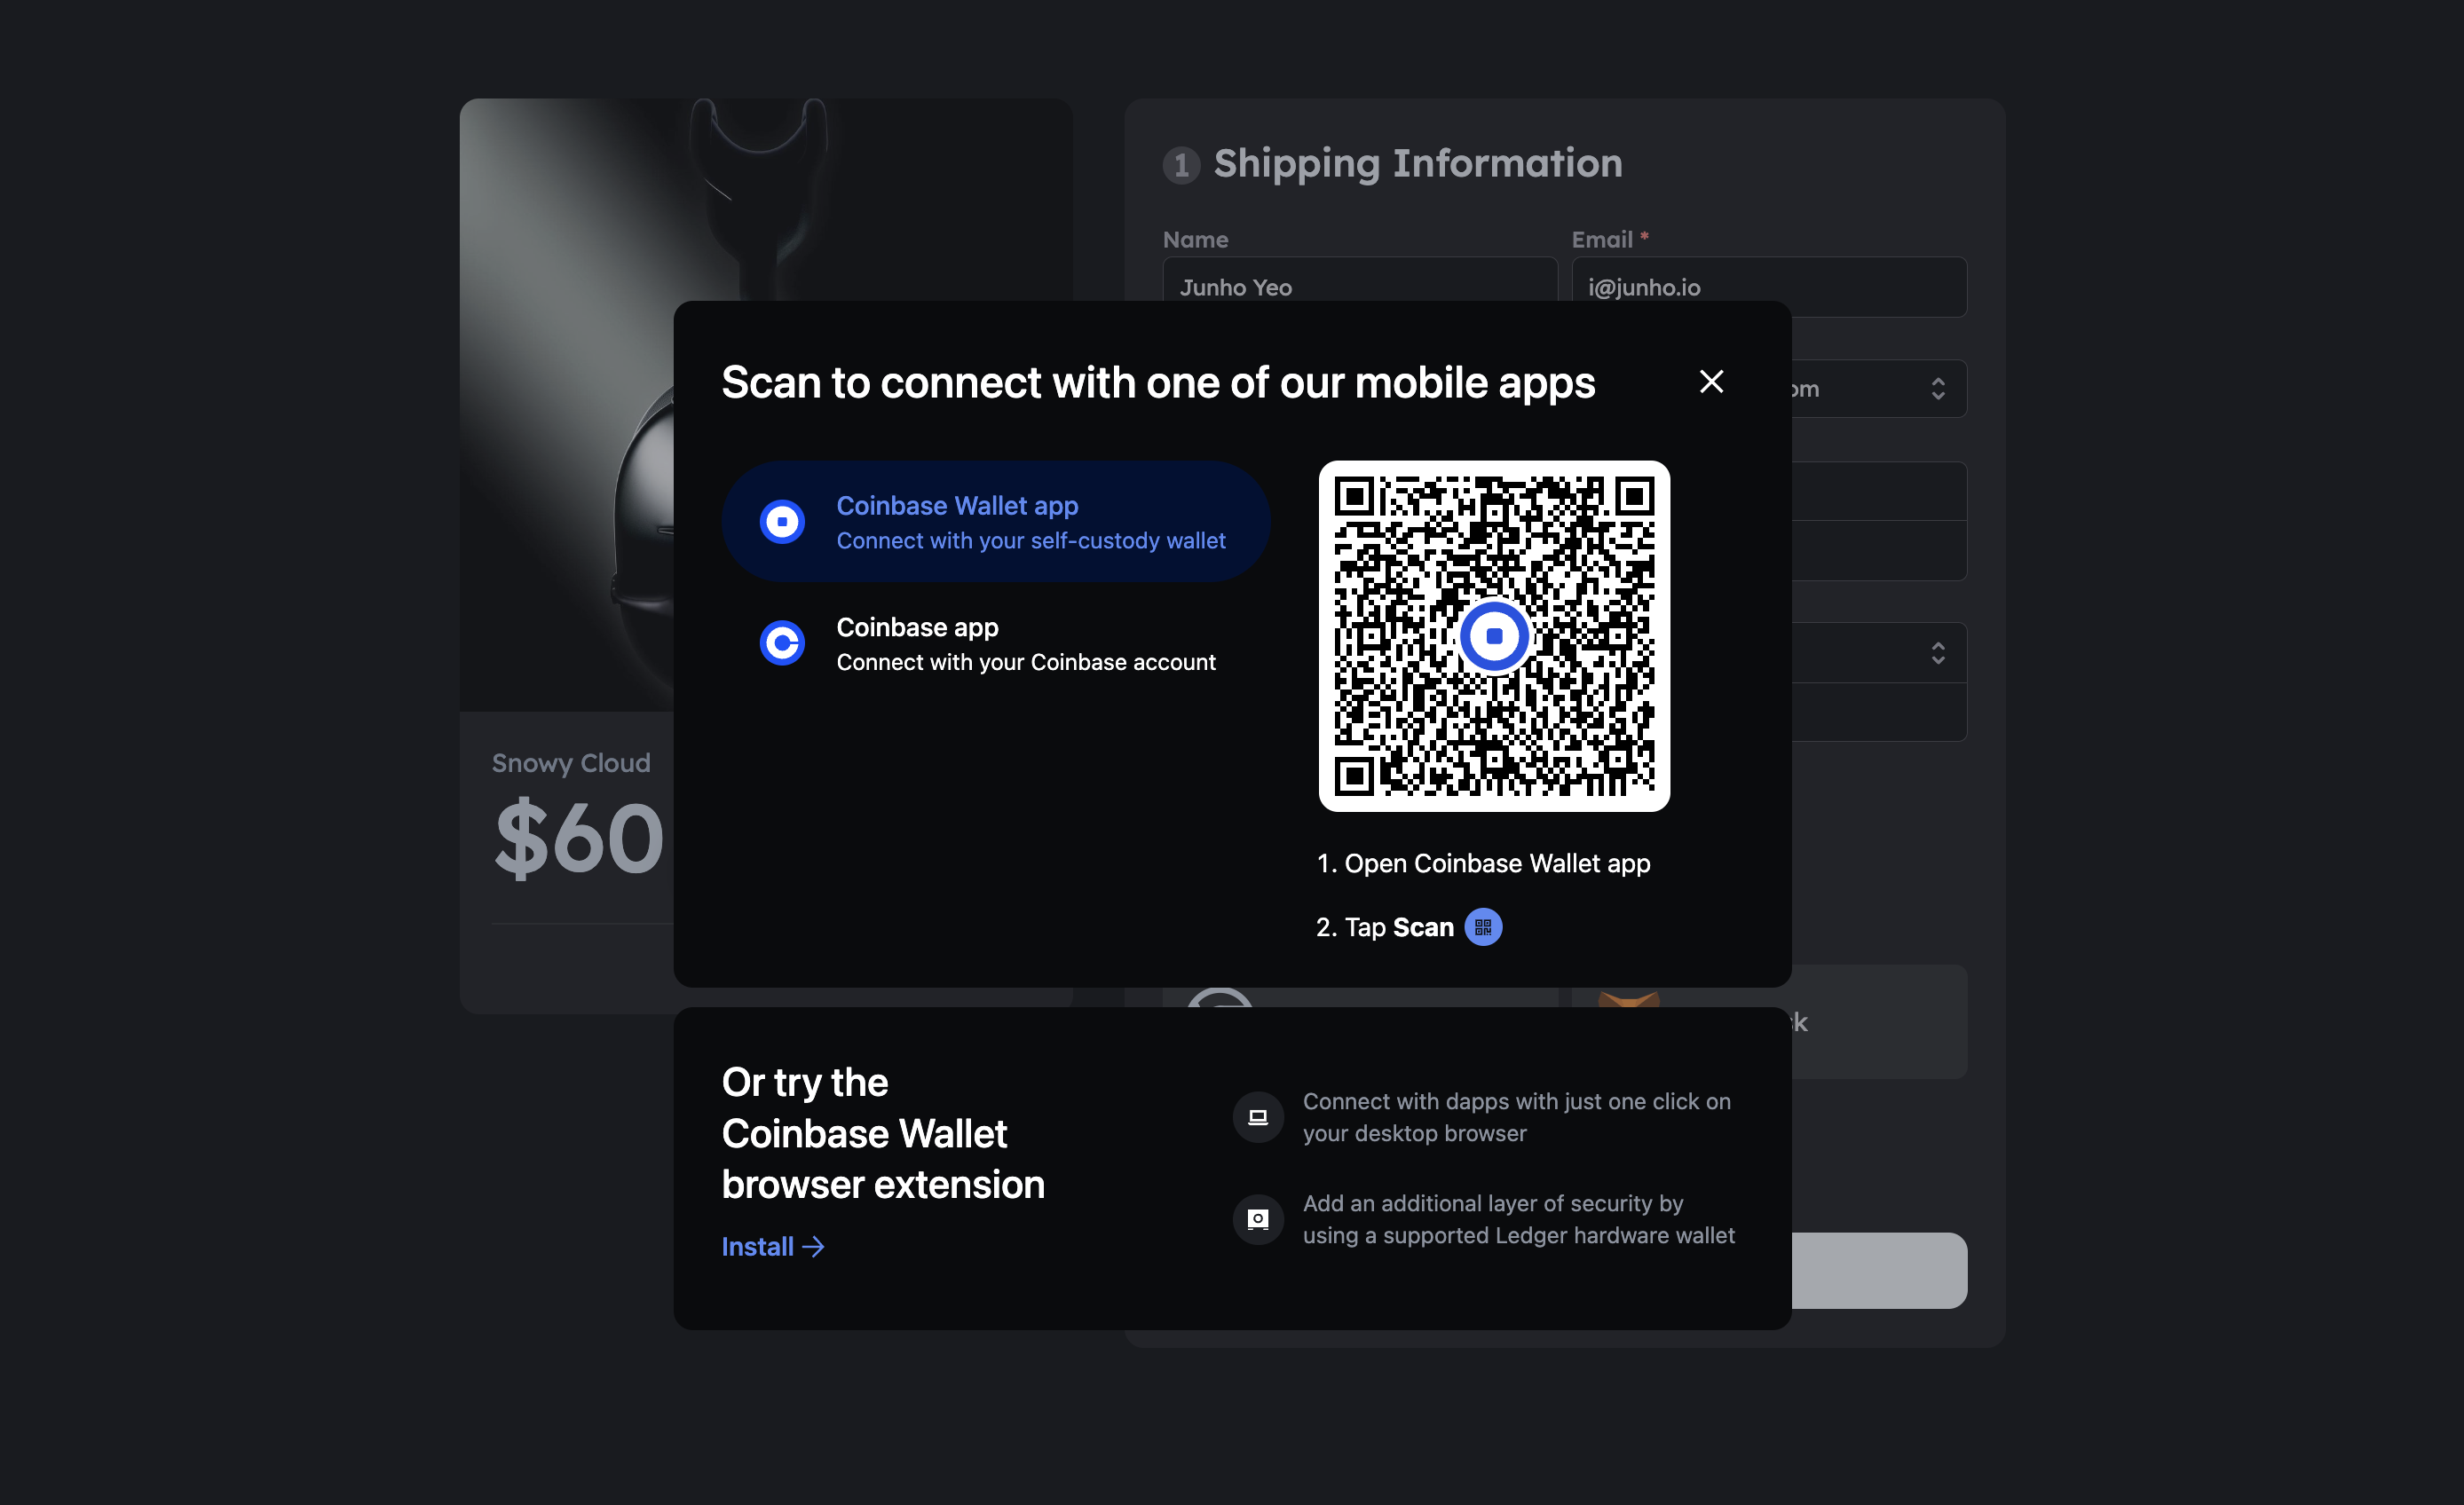 1 Shipping Information
Name
Email *
Junho Yeo
i@junho.io
Scan to connect with one of our mobile apps
om
Coinbase Wallet app
Connect with your self-custody wallet
Coinbase app
Connect with your Coinbase account
Snowy Cloud
$60
1. Open Coinbase Wallet app
2. Tap Scan
k
Or try the
Coinbase Wallet
browser extension
Install
Connect with dapps with just one click on
your desktop browser
Add an additional layer of security by
using a supported Ledger hardware wallet